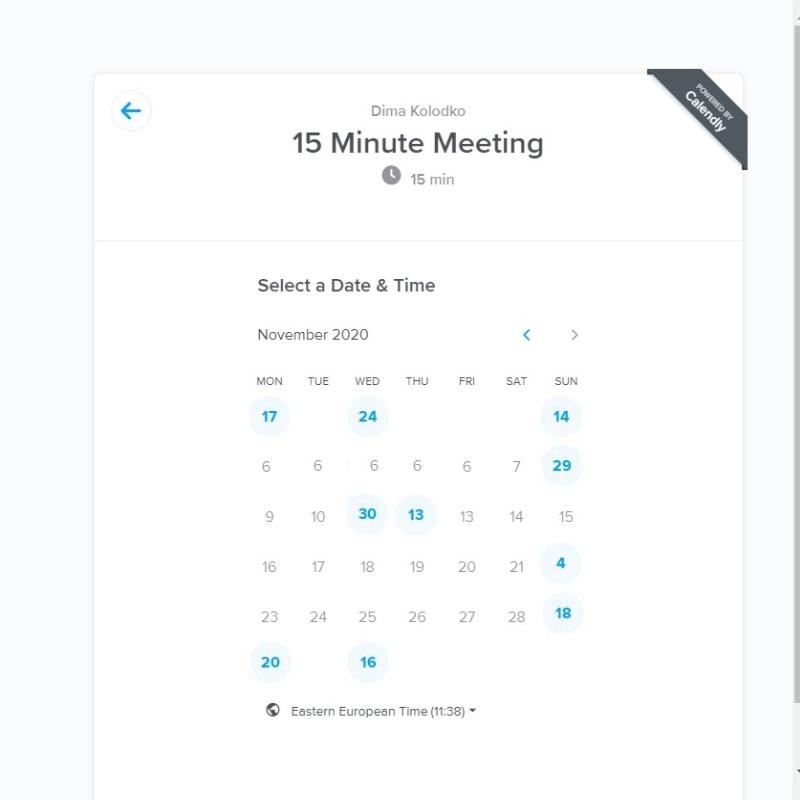 POWERED BY
Calendly
Dima Kolodko
15 Minute Meeting
15 min
Select a Date & Time
November 2020
MON TUE WED THU FRI SAT SUN
17 24 14
6 6 6 6 6 7 29
9 10 30 13 13 14 15
16 17 18 19 20 21 4
23 24 25 26 27 28 18
20 16
Eastern European Time (11:38)